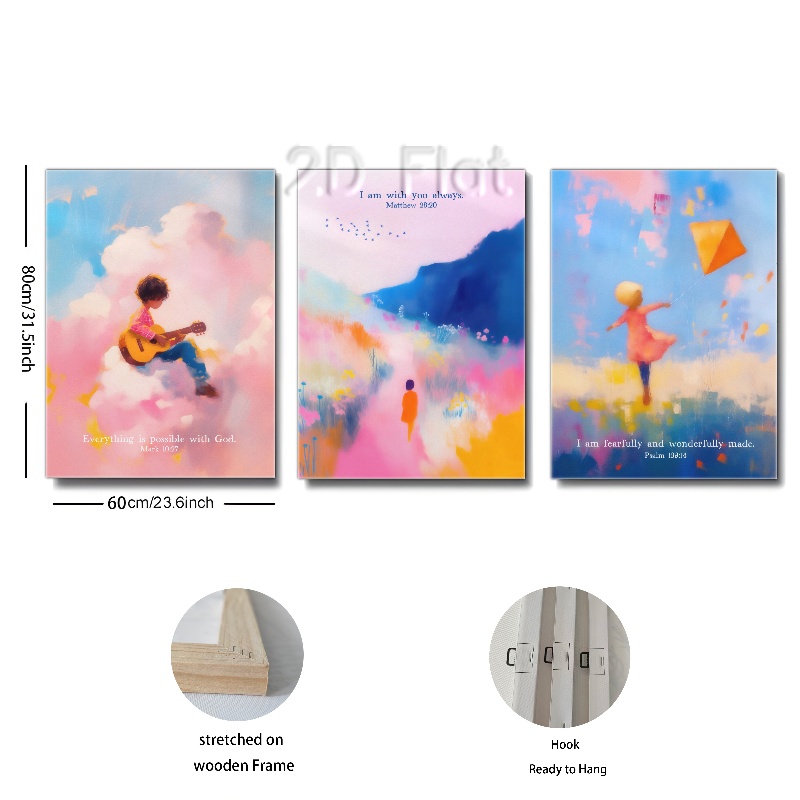 2D Flat
I am with you always.
Matthew 28:20
80cm/31.5inch
Everything is possible with God.
Mark 10:27
I am fearfully and wonderfully made.
Psalm 139:14
60cm/23.6inch
stretched on
wooden Frame
Hook
Ready to Hang